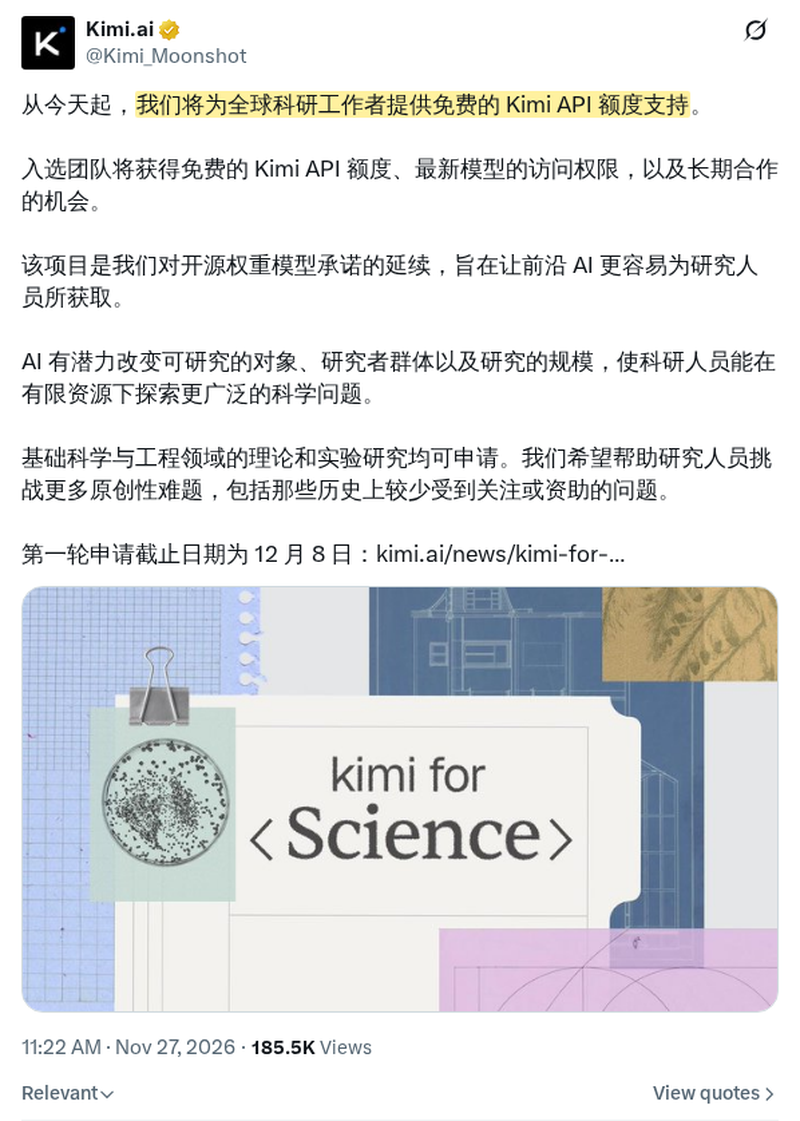 Kimi.ai
@Kimi_Moonshot
从今天起，我们将为全球科研工作者提供免费的 Kimi API 额度支持。
入选团队将获得免费的 Kimi API 额度、最新模型的访问权限，以及长期合作
的机会。
该项目是我们对开源权重模型承诺的延续，旨在让前沿 AI 更容易为研究人
员所获取。
AI 有潜力改变可研究的对象、研究者群体以及研究的规模，使科研人员能在
有限资源下探索更广泛的科学问题。
基础科学与工程领域的理论和实验研究均可申请。我们希望帮助研究人员挑
战更多原创性难题，包括那些历史上较少受到关注或资助的问题。
第一轮申请截止日期为 12 月 8 日：kimi.ai/news/kimi-for-...
kimi for
<Science>
11:22 AM · Nov 27, 2026 · 185.5K Views
Relevant
View quotes